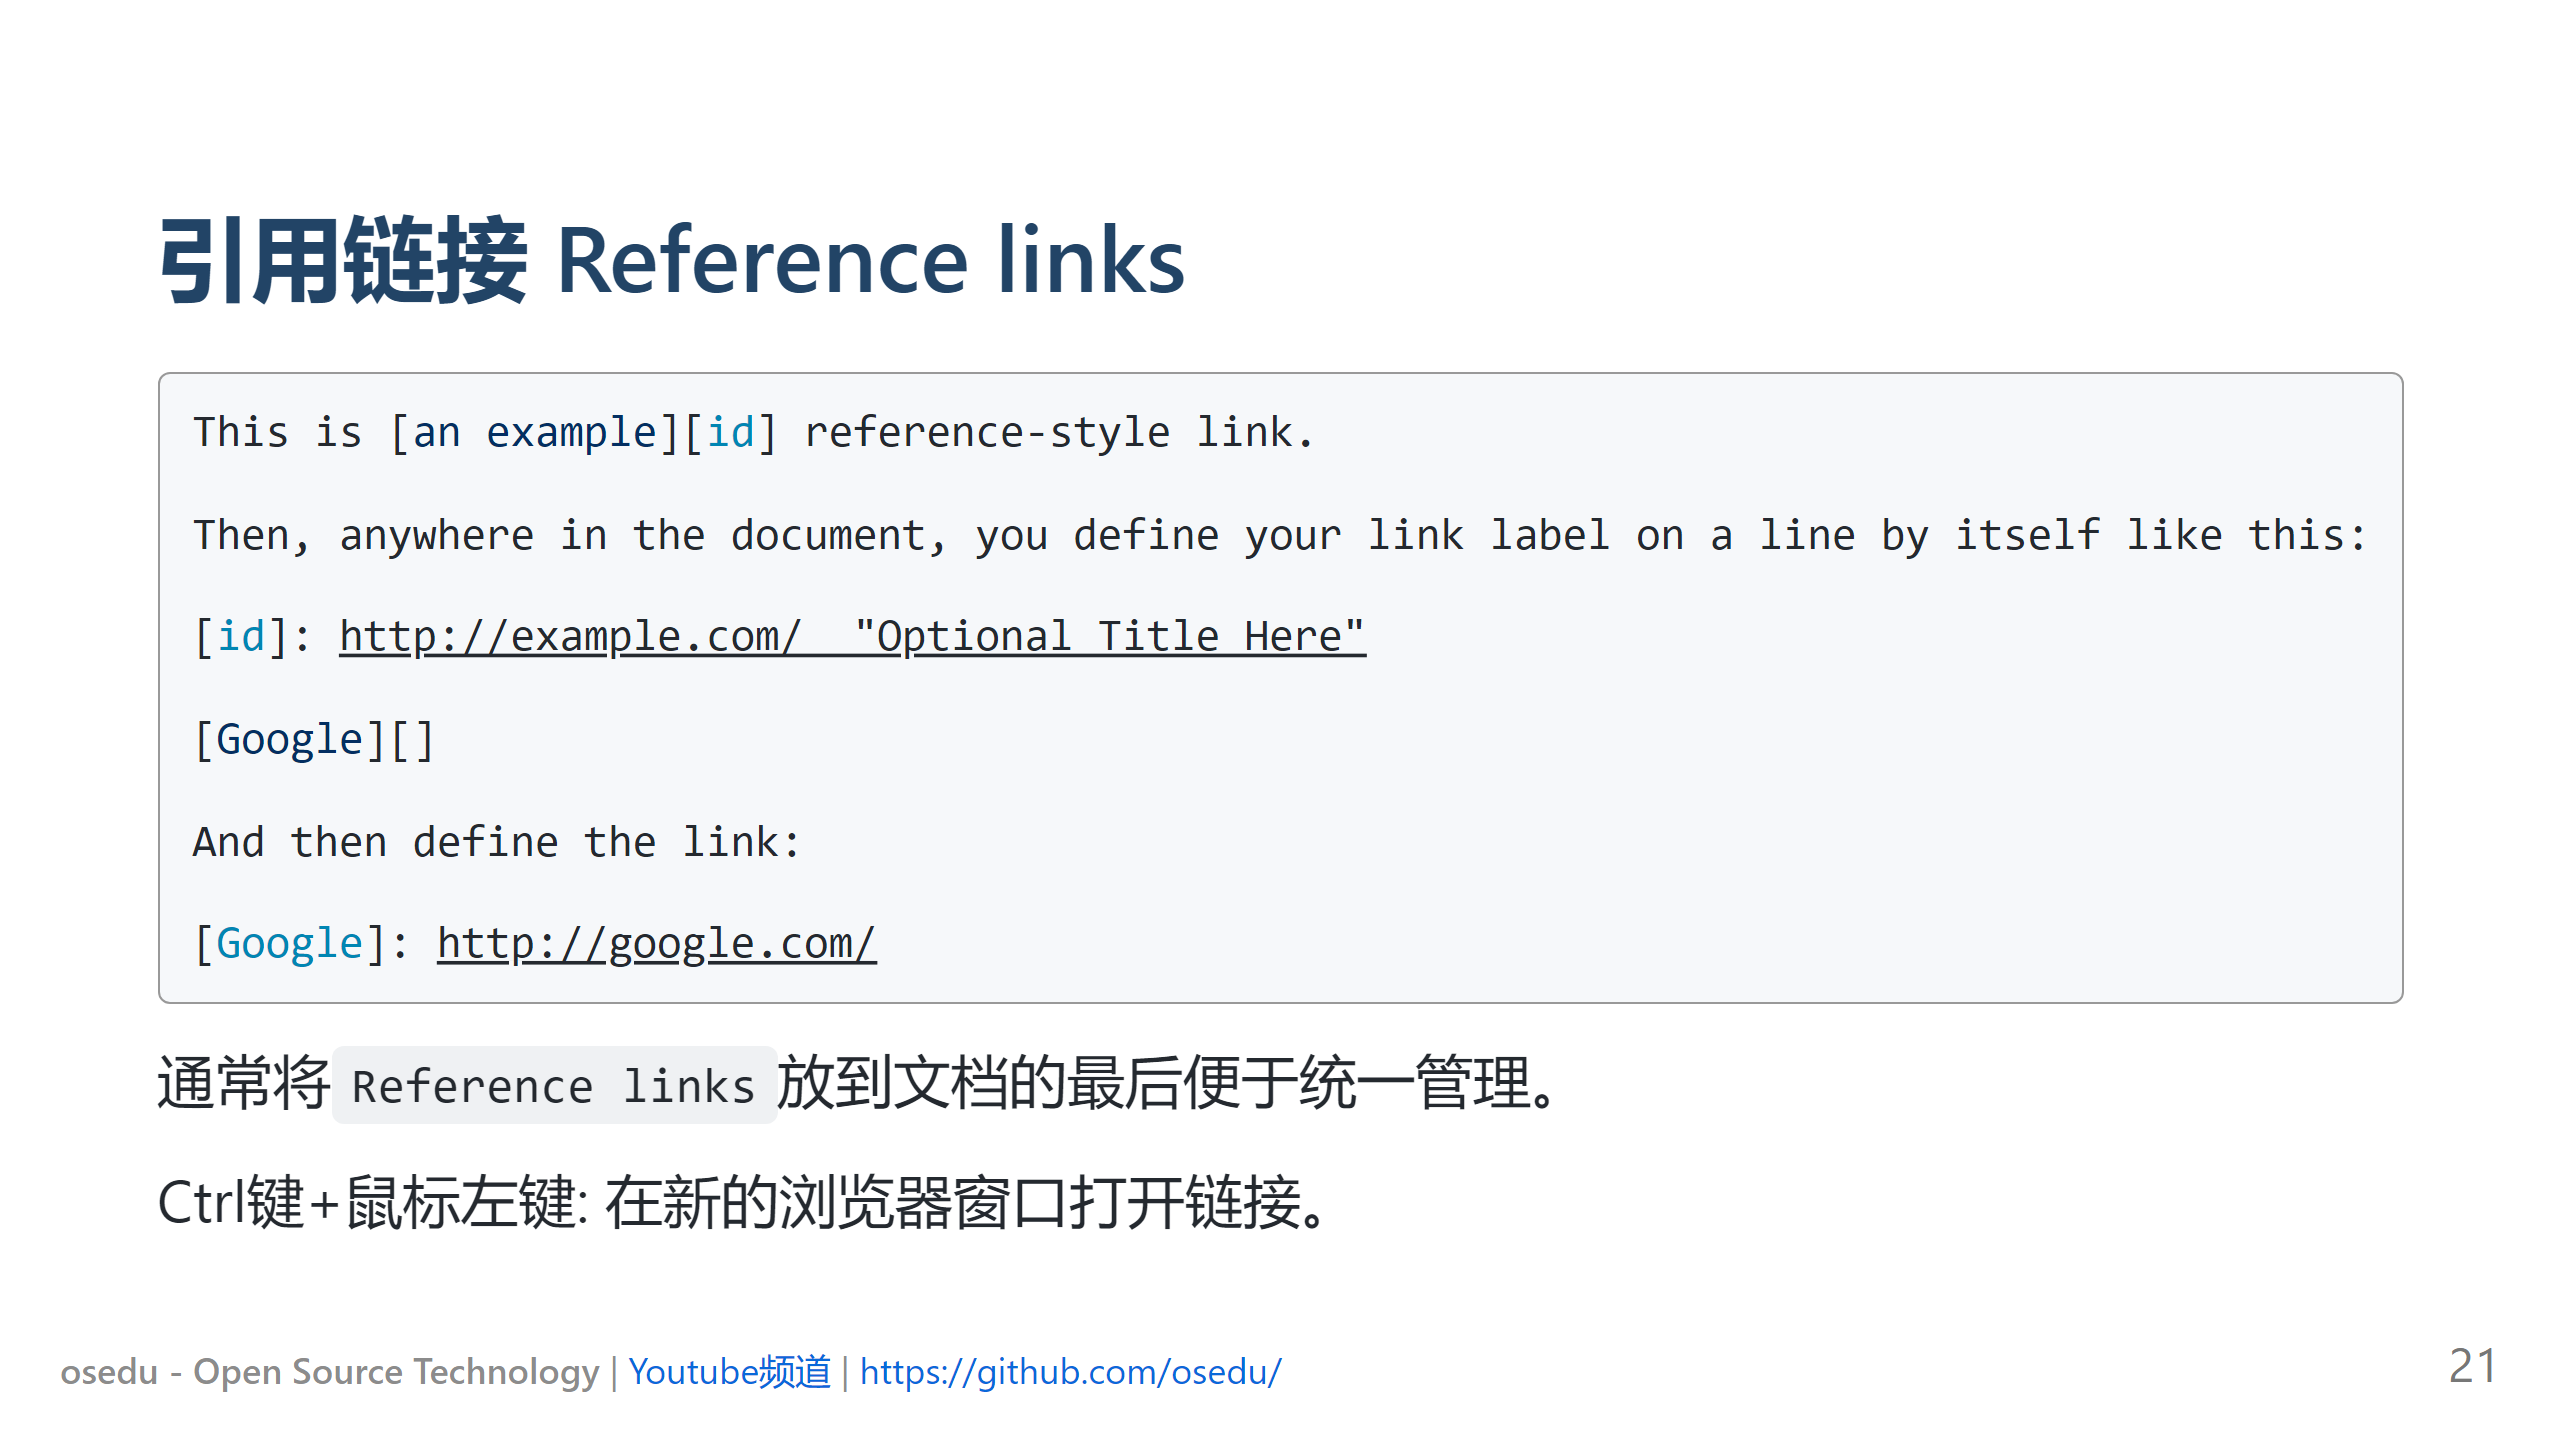 引用链接 Reference links
This is [an example][id] reference-style link.
Then, anywhere in the document, you define your link label on a line by itself like this:
[id]: http://example.com/  "Optional Title Here"
[Google][]
And then define the link:
[Google]: http://google.com/
通常将 Reference links 放到文档的最后便于统一管理。
Ctrl键+鼠标左键: 在新的浏览器窗口打开链接。
osedu - Open Source Technology | Youtube频道 | https://github.com/osedu/
21